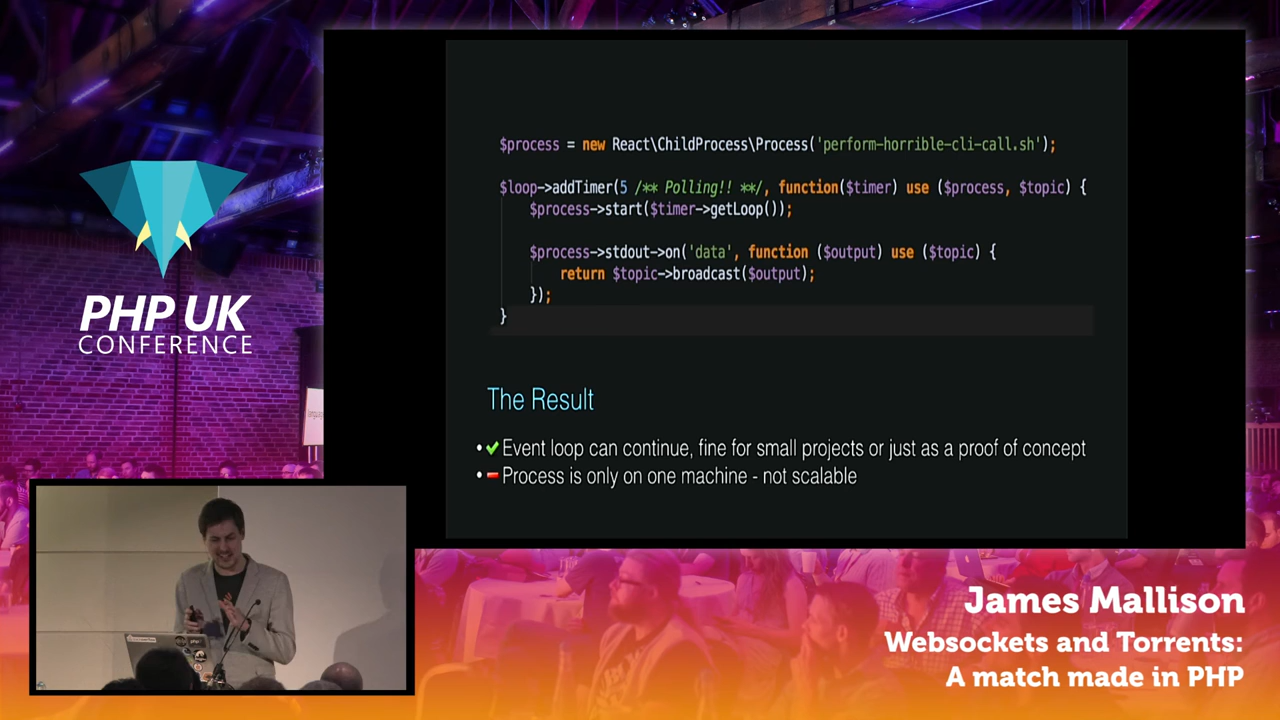 $process = new React\ChildProcess\Process('perform-horrible-cli-call.sh');
$loop->addTimer(5 /** Polling!! **/, function($timer) use ($process, $topic) {
$process->start($timer->getLoop());
$process->stdout->on('data', function ($output) use ($topic) {
return $topic->broadcast($output);
});
}
The Result
• ✔ Event loop can continue, fine for small projects or just as a proof of concept
• ➖ Process is only on one machine - not scalable
PHP UK
CONFERENCE
James Mallison
Websockets and Torrents:
A match made in PHP